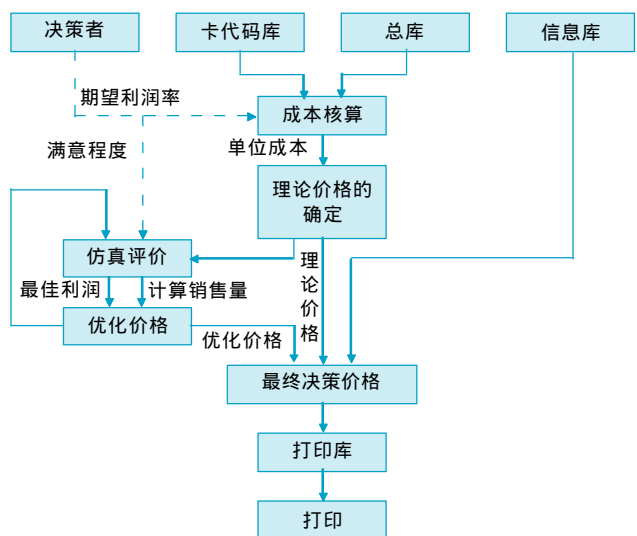 决策者
卡代码库
总库
信息库
期望利润率
成本核算
满意程度
单位成本
理论价格的
确定
仿真评价
理论价格
最佳利润
计算销售量
优化价格
优化价格
最终决策价格
打印库
打印